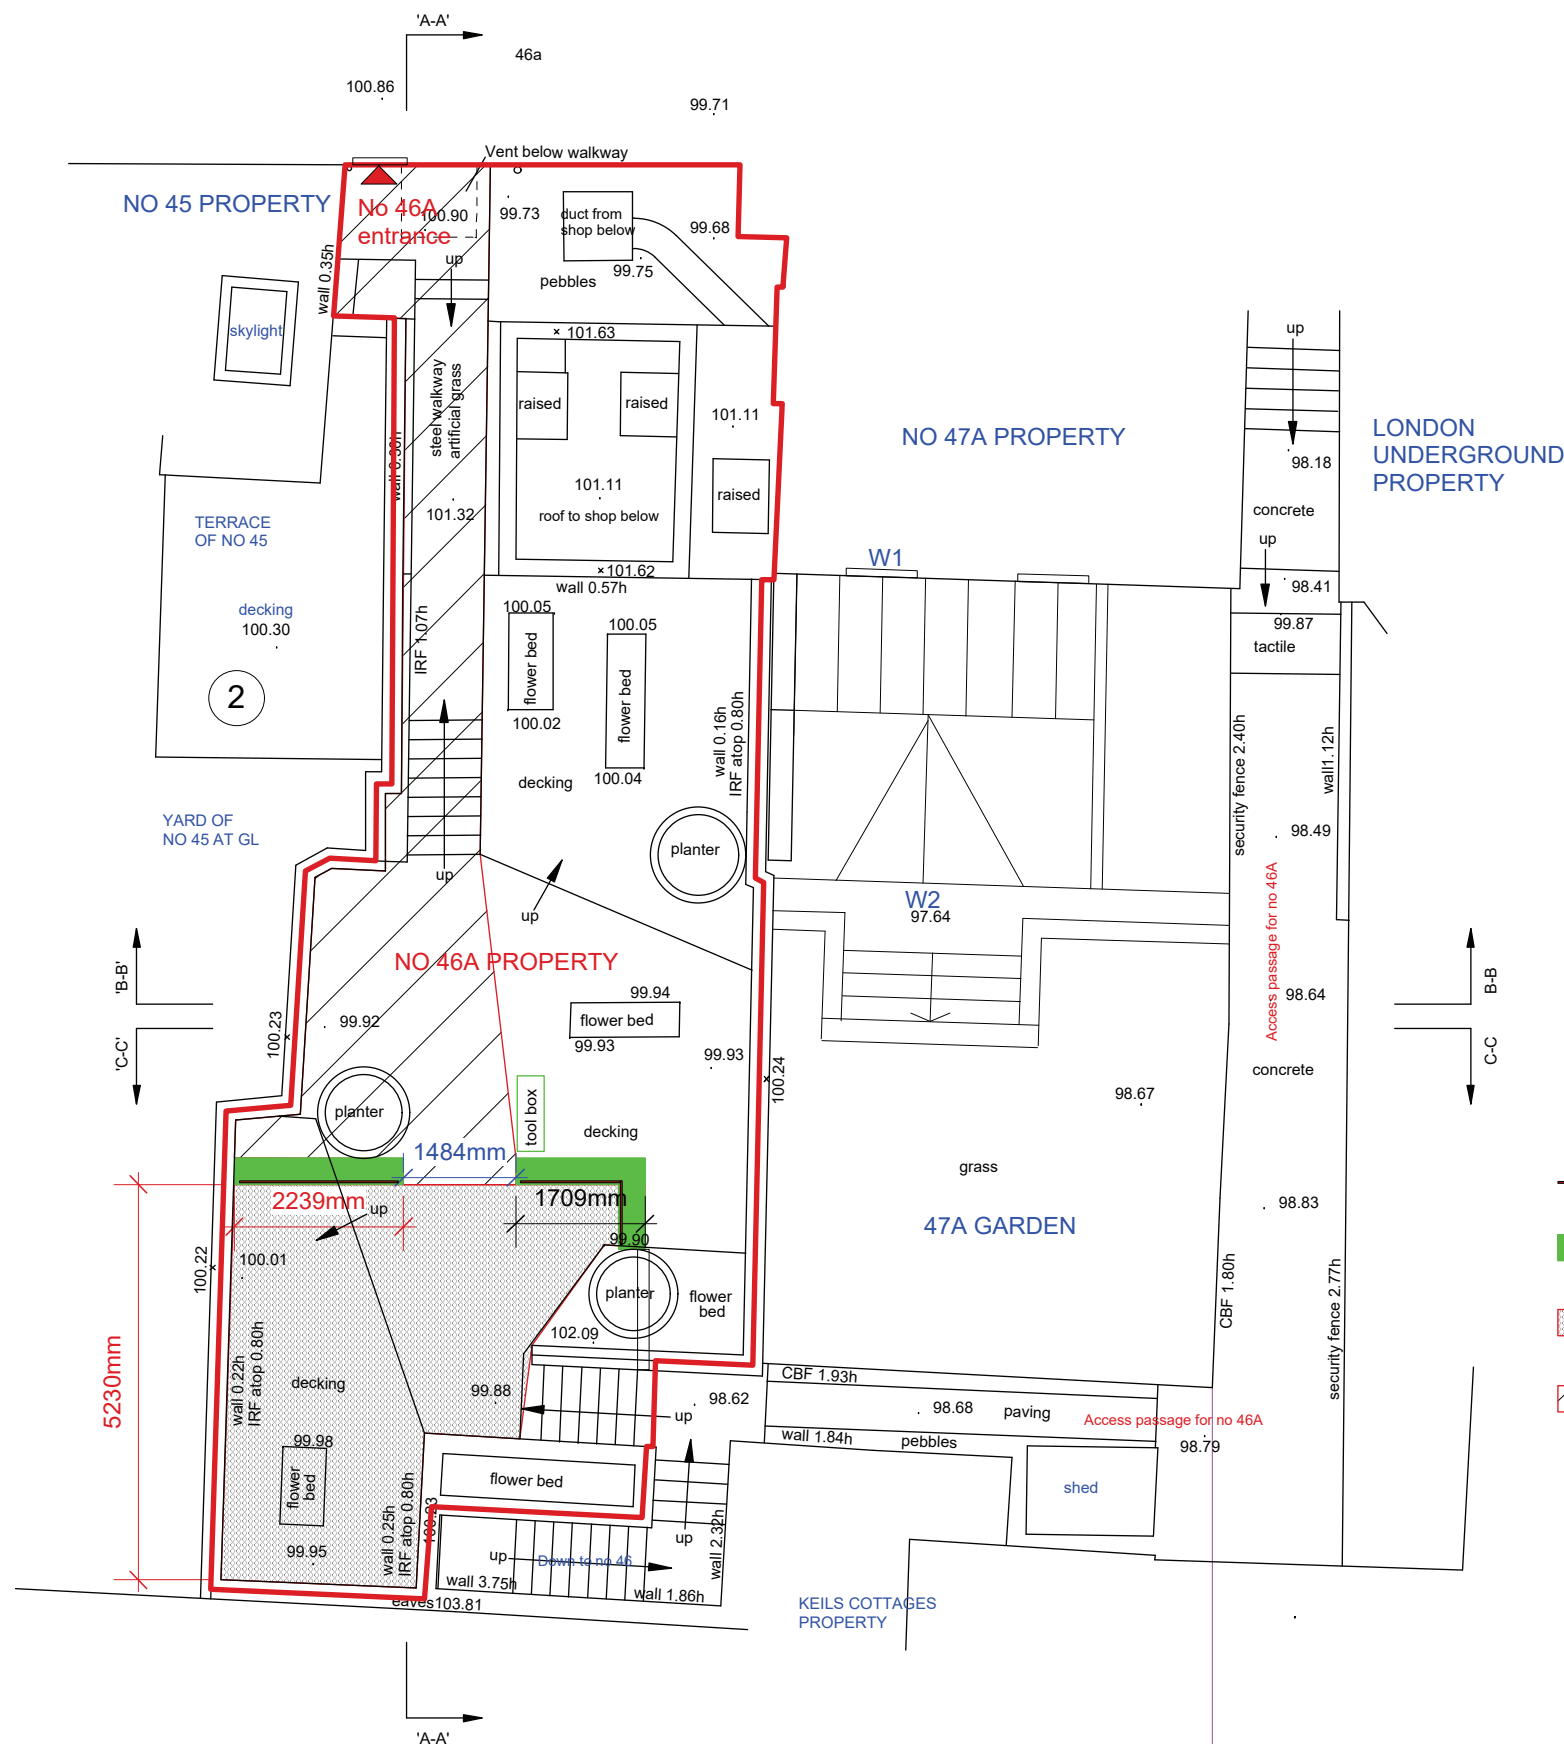 'A-A'
46a
100.86
99.71
Vent below walkway
NO 45 PROPERTY
No 46A
entrance
100.90
99.73
duct from
shop below
99.68
wall 0.35h
up
99.75
pebbles
skylight
101.63
up
steel walkway
artificial grass
raised
raised
101.11
NO 47A PROPERTY
LONDON
UNDERGROUND
PROPERTY
98.18
101.11
raised
101.32
roof to shop below
concrete
TERRACE
OF NO 45
up
W1
101.62
wall 0.57h
98.41
decking
100.30
100.05
100.05
99.87
IRF 1.07h
flower bed
flower bed
tactile
2
100.02
wall 0.16h
IRF atop 0.80h
security fence 2.40h
wall1.12h
100.04
decking
YARD OF
NO 45 AT GL
98.49
planter
up
up
W2
97.64
Access passage for no 46A
NO 46A PROPERTY
'B-B'
B-B
99.94
98.64
flower bed
100.23
99.92
99.93
99.93
'C-C'
C-C
100.24
concrete
98.67
planter
tool box
decking
1484mm
grass
2239mm
1709mm
up
98.83
47A GARDEN
99.90
100.22
100.01
CBF 1.80h
security fence 2.77h
planter
flower
bed
102.09
5230mm
wall 0.22h
IRF atop 0.80h
decking
99.88
CBF 1.93h
98.62
98.68
paving
Access passage for no 46A
up
wall 1.84h
pebbles
98.79
99.98
flower
bed
flower bed
shed
wall 0.25h
IRF atop 0.80h
100.23
wall 2.32h
99.95
up
Down to no 46
up
wall 3.75h
wall 1.86h
eaves103.81
KEILS COTTAGES
PROPERTY
'A-A'